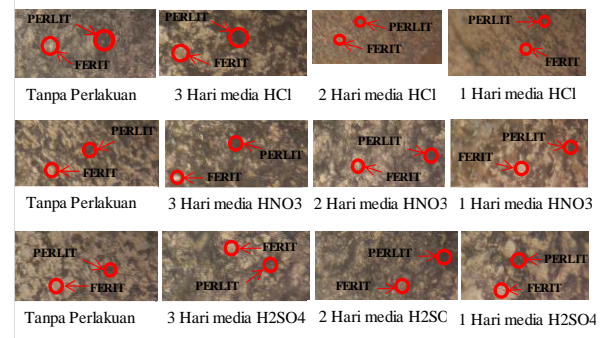 PERLIT
FERIT
PERLIT
FERIT
PERLIT
FERIT
PERLIT
FERIT
Tanpa Perlakuan
3 Hari media HCl
2 Hari media HCl
1 Hari media HCl
PERLIT
FERIT
PERLIT
FERIT
PERLIT
FERIT
PERLIT
FERIT
Tanpa Perlakuan
3 Hari media HNO3
2 Hari media HNO3
1 Hari media HNO3
PERLIT
FERIT
FERIT
PERLIT
PERLIT
FERIT
PERLIT
FERIT
Tanpa Perlakuan
3 Hari media H2SO4
2 Hari media H2SO
1 Hari media H2SO4